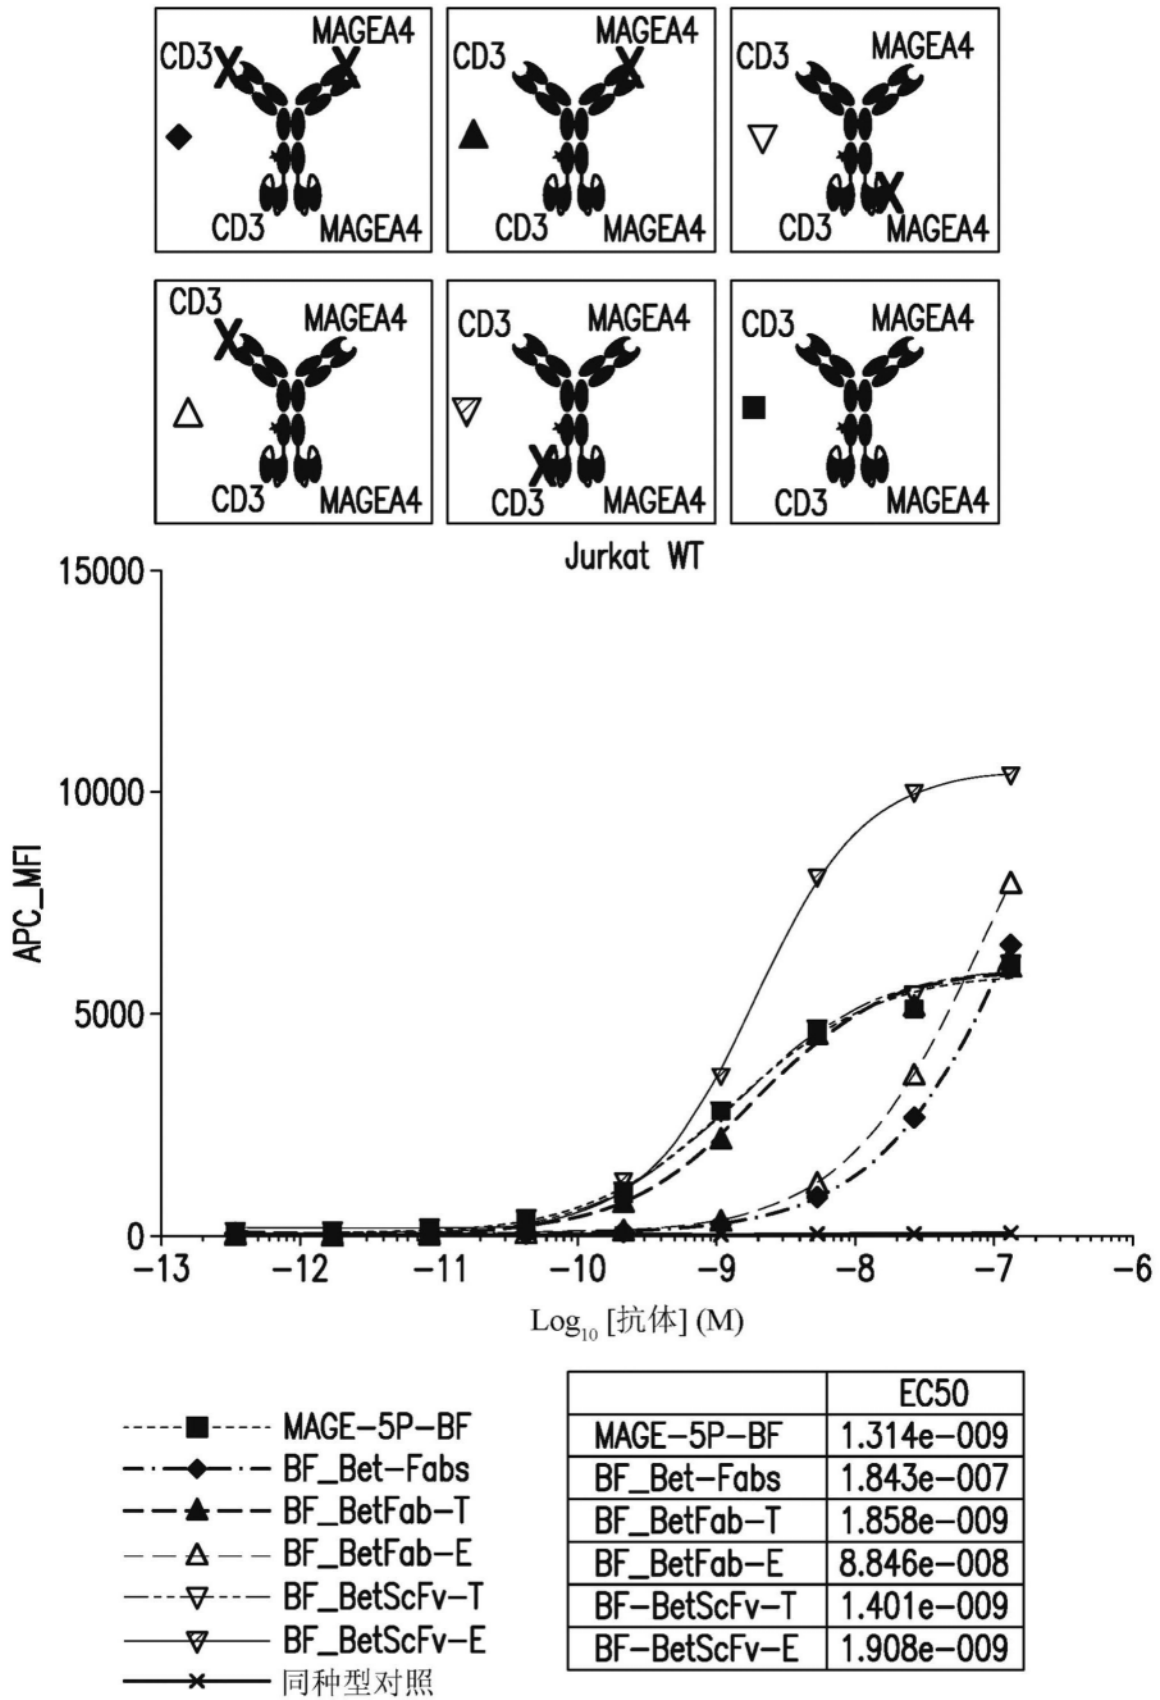 MAGEA4 MAGEA4 MAGEA4
CD3 CD3 CD3
CD3 MAGEA4 CD3 MAGEA4 CD3 MAGEA4
CD3 MAGEA4 CD3 MAGEA4 CD3 MAGEA4
CD3 MAGEA4 CD3 MAGEA4 CD3 MAGEA4
Jurkat WT
15000
10000
APC_MFI
5000
0
-13 -12 -11 -10 -9 -8 -7 -6
Log10 [抗体] (M)
MAGE-5P-BF
BF_Bet-Fabs
BF_BetFab-T
BF_BetFab-E
BF_BetScFv-T
BF_BetScFv-E
同种型对照
EC50
MAGE-5P-BF 1.314e-009
BF_Bet-Fabs 1.843e-007
BF_BetFab-T 1.858e-009
BF_BetFab-E 8.846e-008
BF-BetScFv-T 1.401e-009
BF-BetScFv-E 1.908e-009